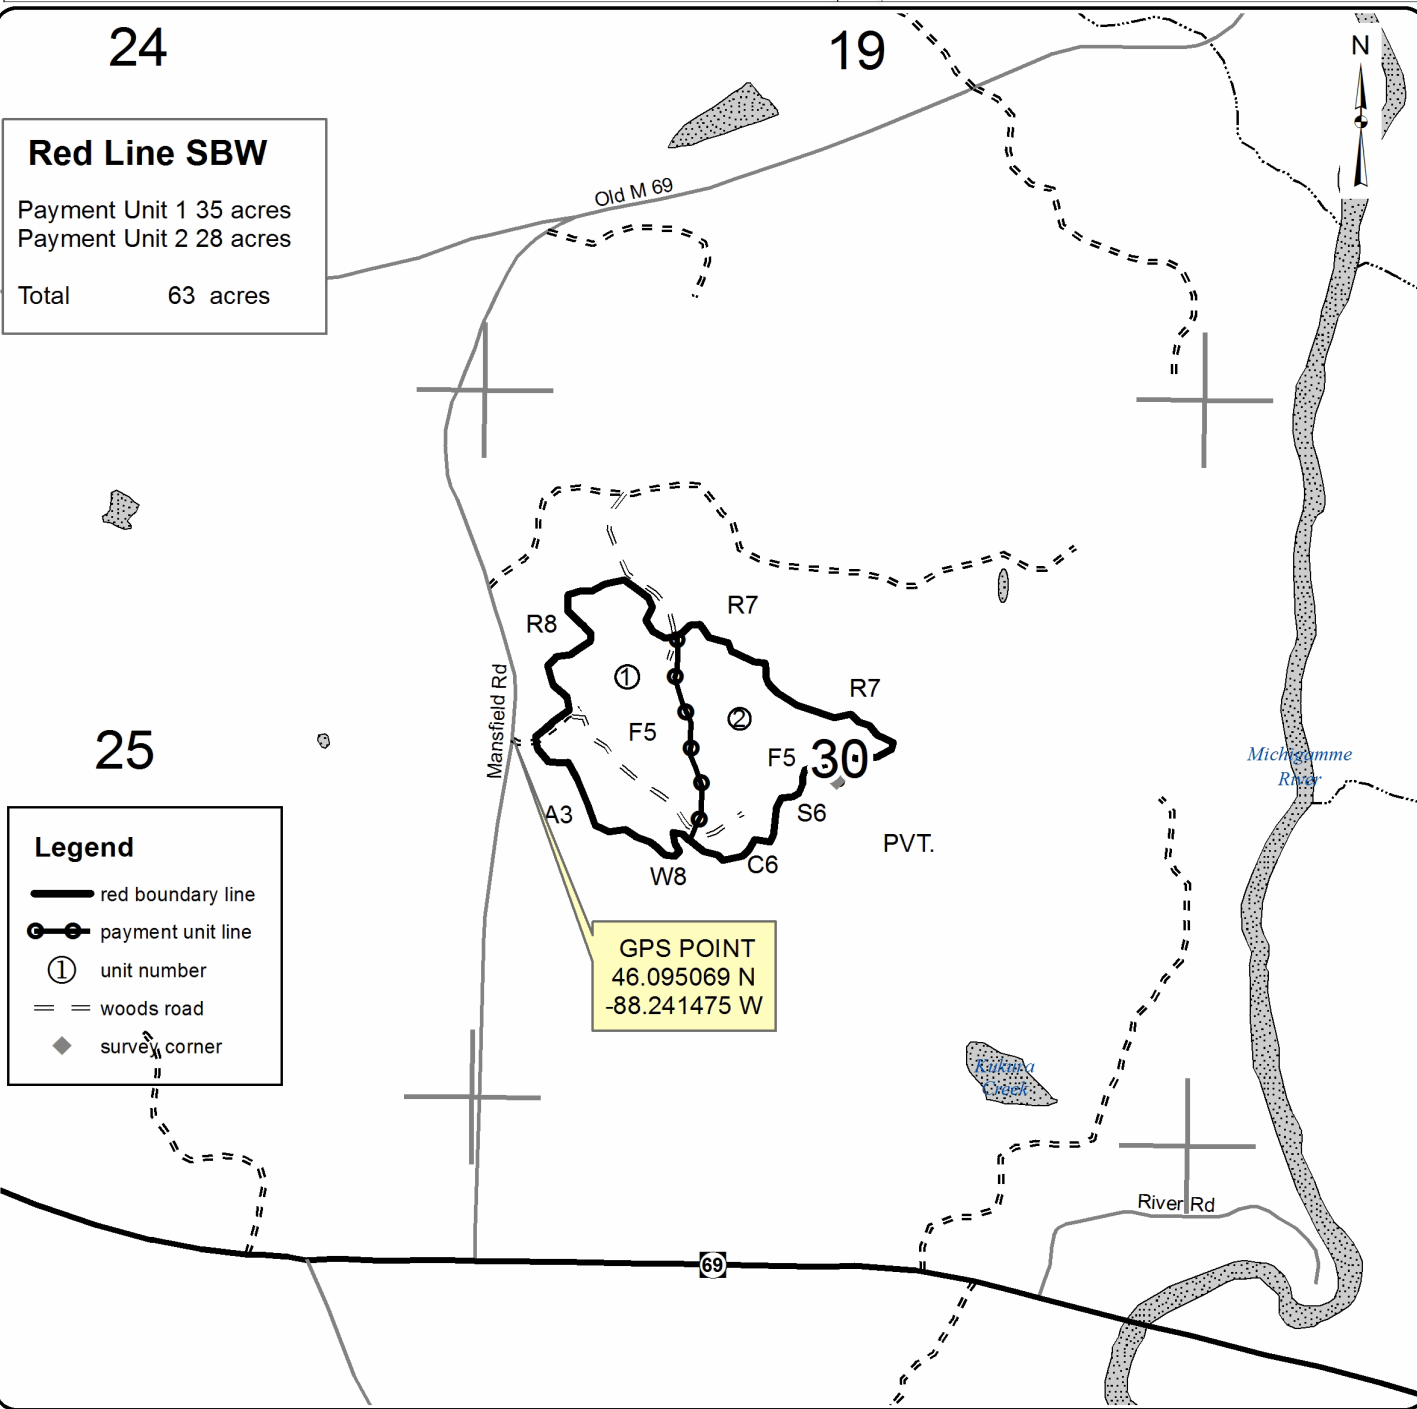 24
19
N
Red Line SBW
Payment Unit 1 35 acres
Payment Unit 2 28 acres
Total 63 acres
Old M 69
R8
R7
R7
1
2
Mansfield Rd
F5
F5
30
25
Michigamme
River
A3
S6
PVT.
W8
C6
Legend
red boundary line
payment unit line
1 unit number
woods road
survey corner
GPS POINT
46.095069 N
-88.241475 W
Kukura
Creek
River Rd
69